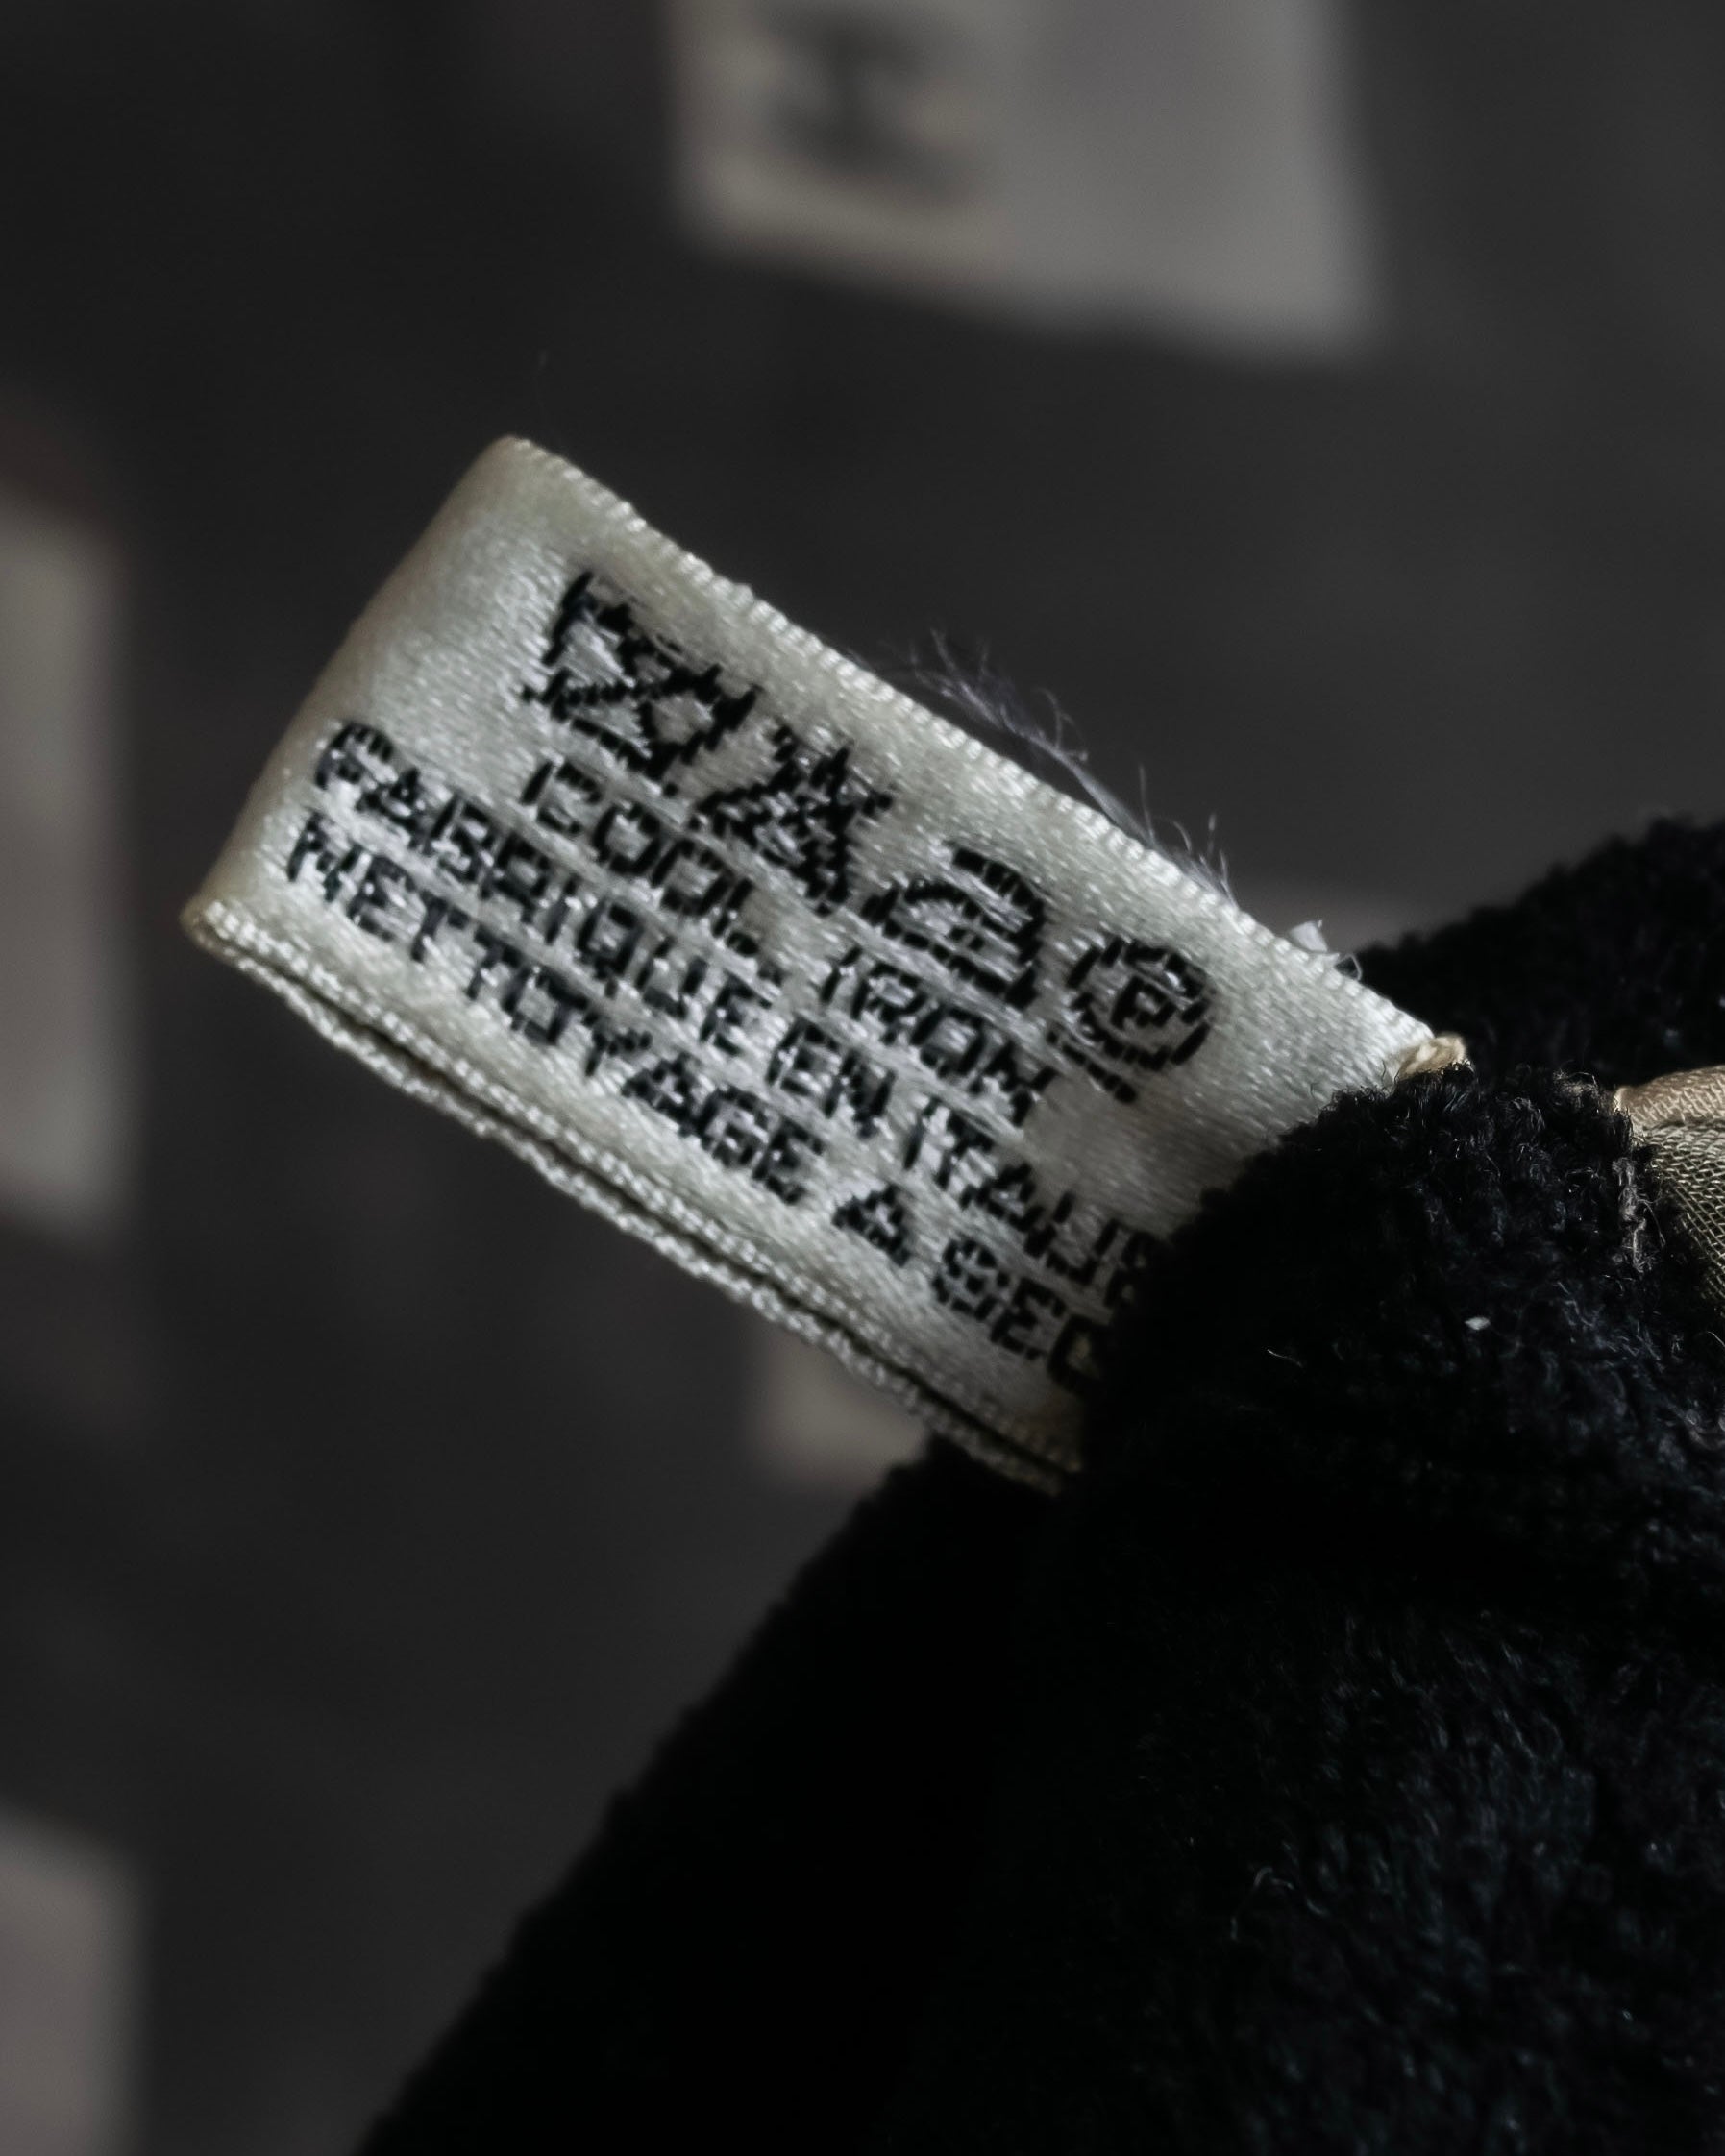 P
COOL IRON
FABRIQUE EN ITALIE
NETTOYAGE A SEC